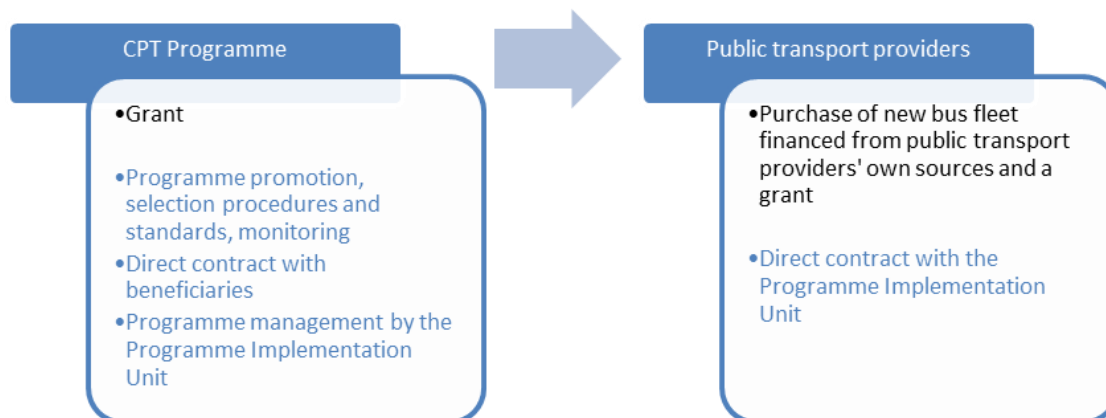 CPT Programme
•Grant
•Programme promotion,
selection procedures and
standards, monitoring
•Direct contract with
beneficiaries
•Programme management by the
Programme Implementation
Unit
Public transport providers
•Purchase of new bus fleet
financed from public transport
providers' own sources and a
grant
•Direct contract with the
Programme Implementation
Unit